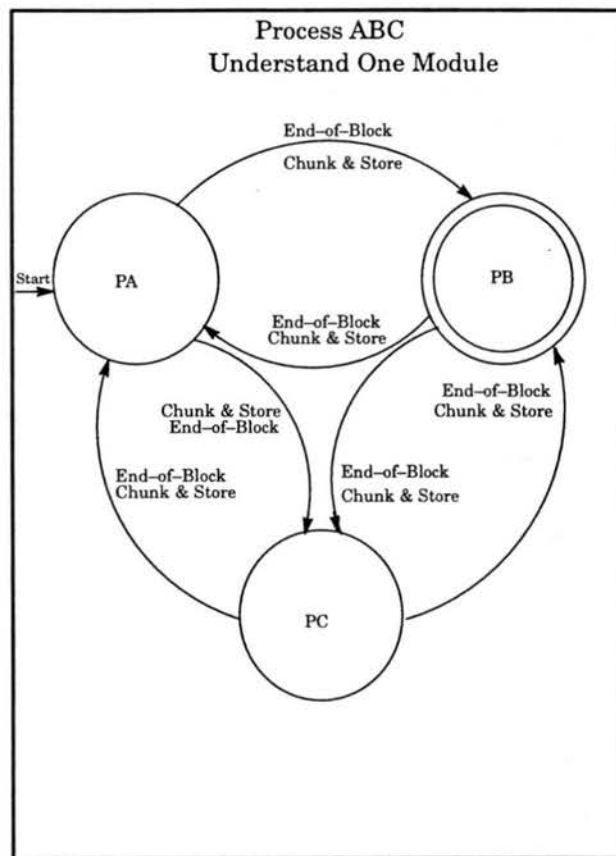 Process ABC
Understand One Module
End–of–Block
Chunk & Store
Start
PA
PB
End–of–Block
Chunk & Store
End–of–Block
Chunk & Store
Chunk & Store
End–of–Block
End–of–Block
Chunk & Store
End–of–Block
Chunk & Store
PC